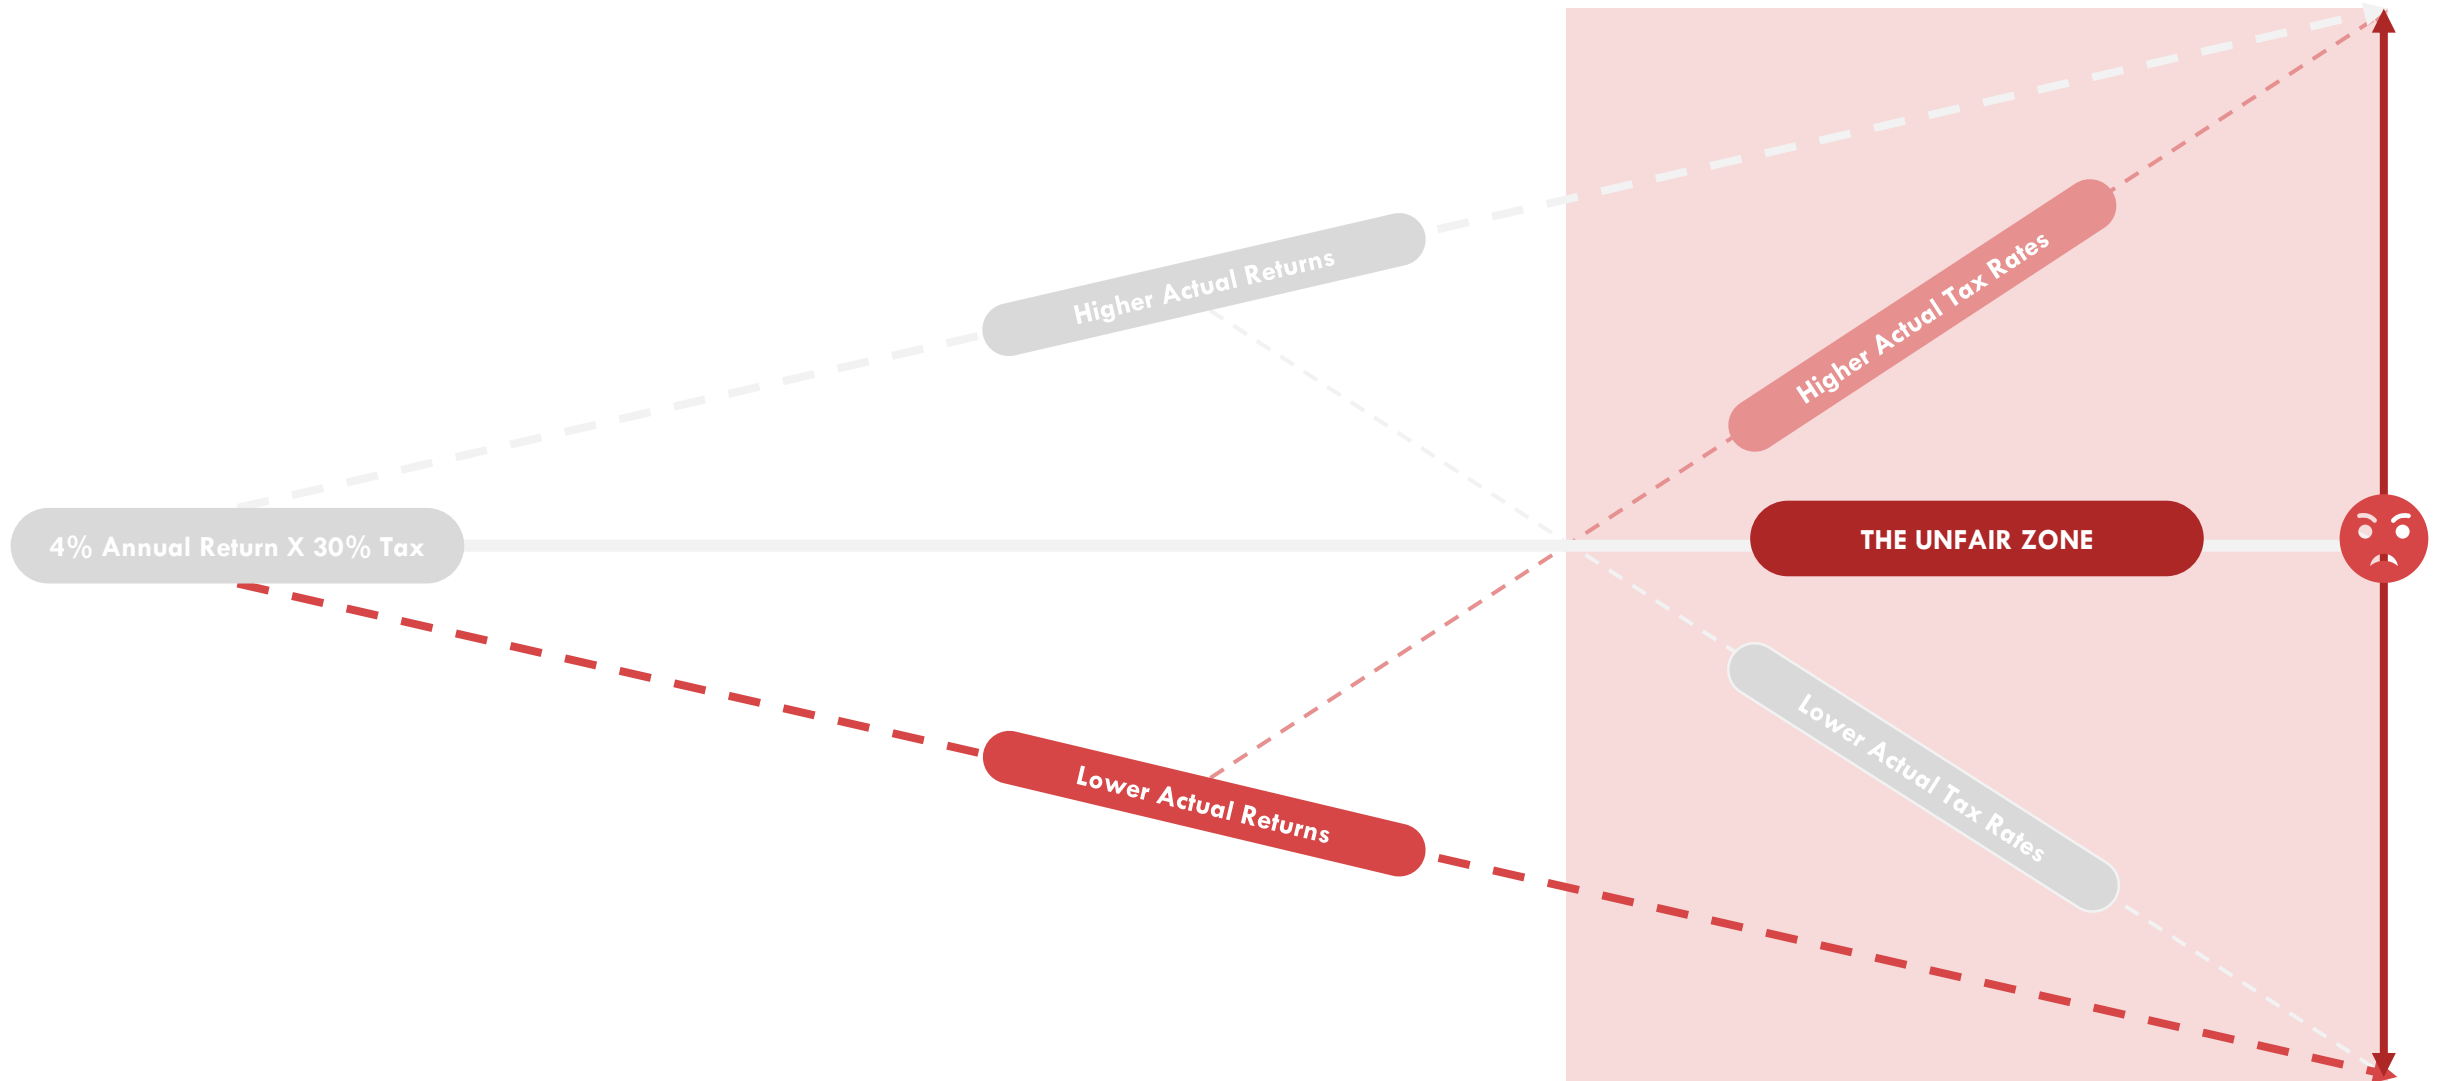 Higher Actual Returns
Higher Actual Tax Rates
4% Annual Return X 30% Tax
THE UNFAIR ZONE
Lower Actual Returns
Lower Actual Tax Rates